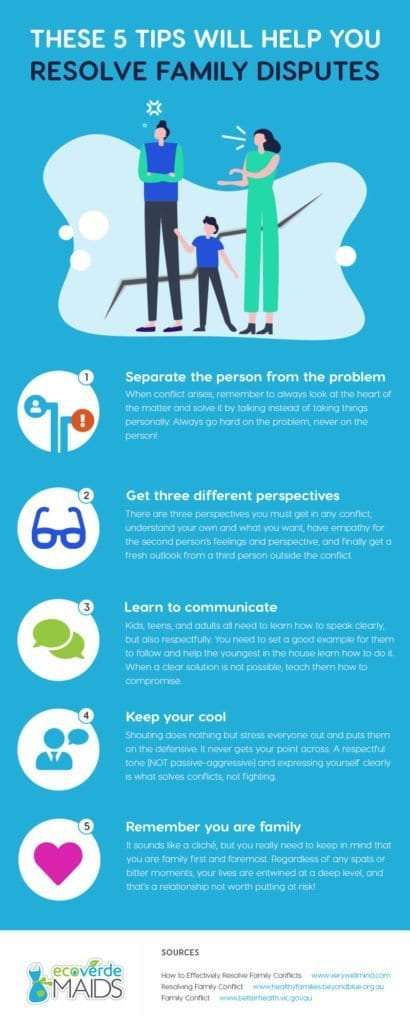 THESE 5 TIPS WILL HELP YOU
RESOLVE FAMILY DISPUTES
1
Separate the person from the problem
When conflict arises, remember to always look at the heart of
the matter and solve it by talking instead of taking things
personally. Always go hard on the problem, never on the
person!
2
Get three different perspectives
There are three perspectives you must get in any conflict;
understand your own and what you want, have empathy for
the second person's feelings and perspective, and finally get a
fresh outlook from a third person outside the conflict.
3
Learn to communicate
Kids, teens, and adults all need to learn how to speak clearly,
but also respectfully. You need to set a good example for them
to follow and help the youngest in the house learn how to do it.
When a clear solution is not possible, teach them how to
compromise.
4
Keep your cool
Shouting does nothing but stress everyone out and puts them
on the defensive. It never gets your point across. A respectful
tone (NOT passive-aggressive) and expressing yourself clearly
is what solves conflicts, not fighting.
5
Remember you are family
It sounds like a cliché, but you really need to keep in mind that
you are family first and foremost. Regardless of any spats or
bitter moments, your lives are entwined at a deep level, and
that's a relationship not worth putting at risk!
ecoverde
MAIDS
SOURCES
How to Effectively Resolve Family Conflicts www.verywellmind.com
Resolving Family Conflict www.healthyfamilies.beyondblue.org.au
Family Conflict www.betterhealth.vic.gov.au